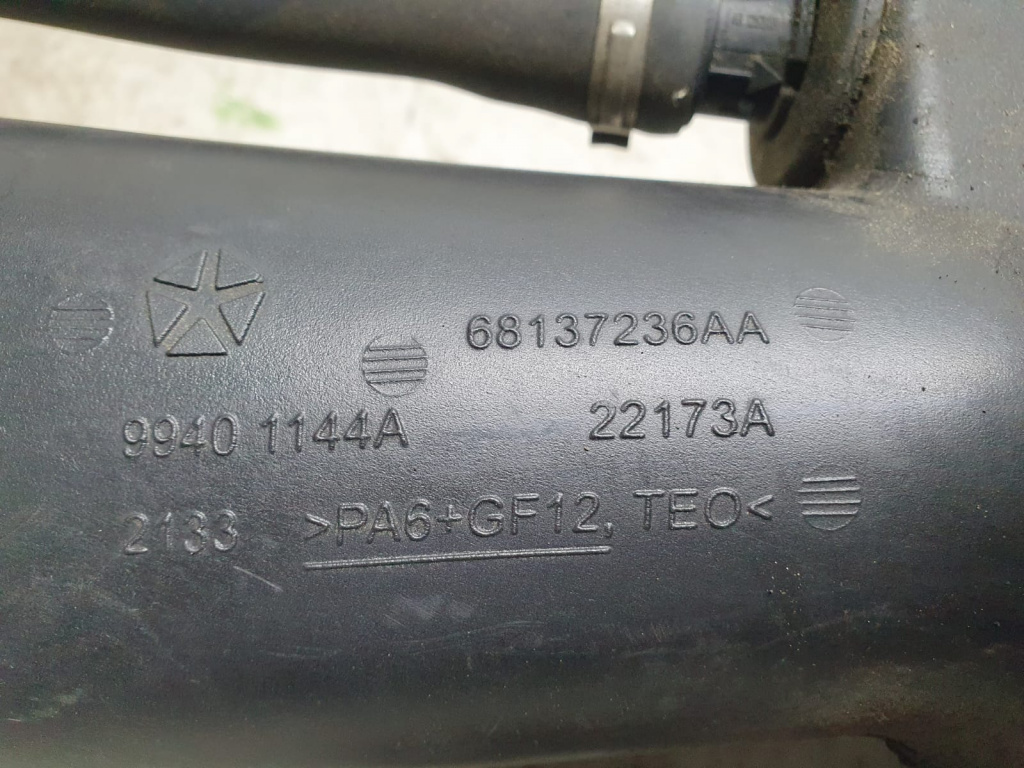 68137236AA
9940 1144A 22173A
2133 >PA6+GF12, TEO<